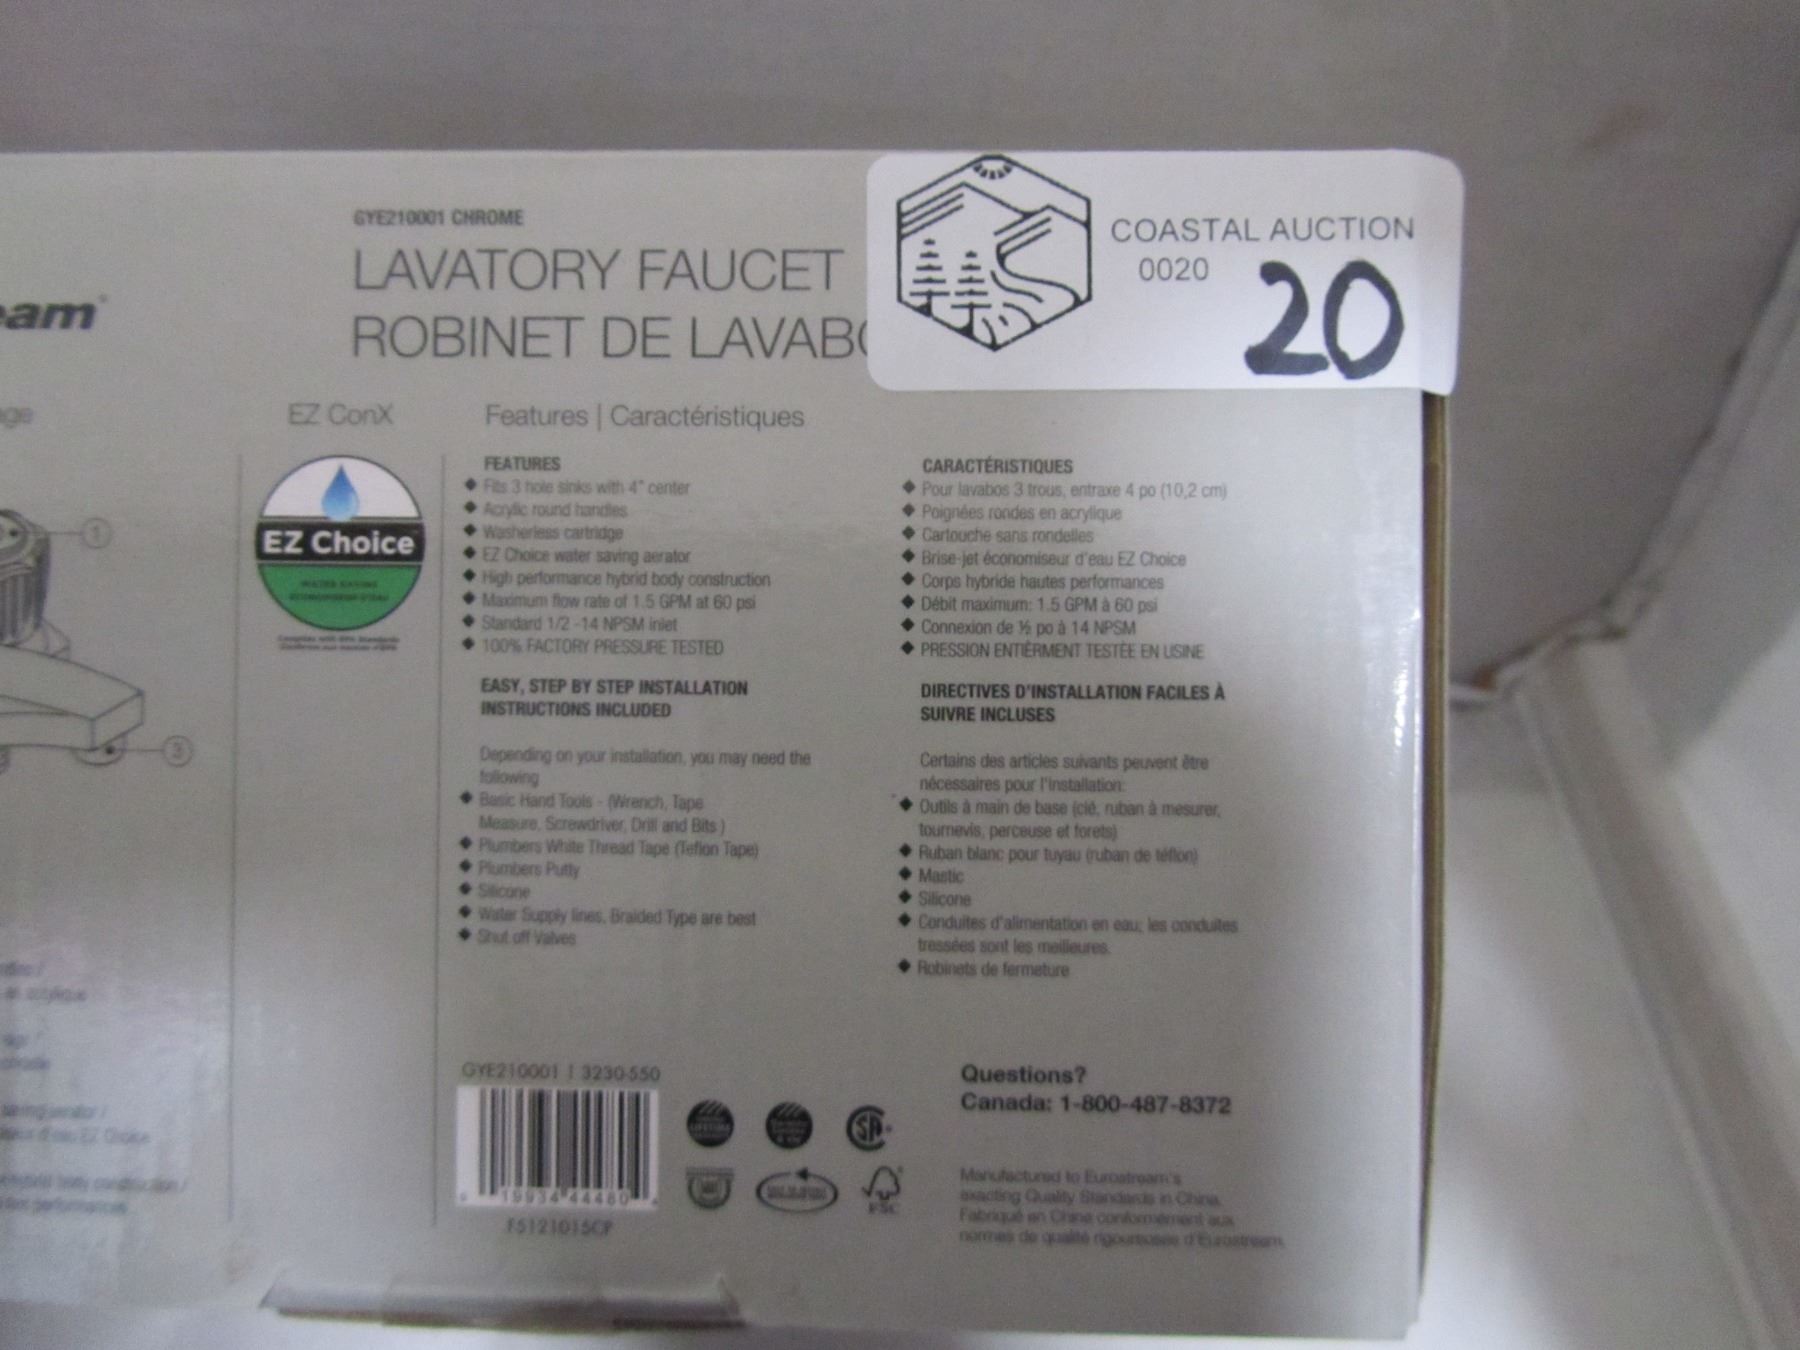 GYE210001 CHROME
LAVATORY FAUCET
ROBINET DE LAVAB
COASTAL AUCTION
0020
20
eam
EZ ConX
Features | Caractéristiques
EZ Choice
1
3
FEATURES
◆ Fits 3 hole sinks with 4" center
◆ Acrylic round handles
◆ Washerless cartridge
◆ EZ Choice water saving aerator
◆ High performance hybrid body construction
◆ Maximum flow rate of 1.5 GPM at 60 psi
◆ Standard 1/2 -14 NPSM inlet
◆ 100% FACTORY PRESSURE TESTED
EASY, STEP BY STEP INSTALLATION
INSTRUCTIONS INCLUDED
Depending on your installation, you may need the
following
◆ Basic Hand Tools - (Wrench, Tape
Measure, Screwdriver, Drill and Bits )
◆ Plumbers White Thread Tape (Teflon Tape)
◆ Plumbers Putty
◆ Silicone
◆ Water Supply lines, Braided Type are best
◆ Shut off Valves
CARACTÉRISTIQUES
◆ Pour lavabos 3 trous, entraxe 4 po (10,2 cm)
◆ Poignées rondes en acrylique
◆ Cartouche sans rondelles
◆ Brise-jet économiseur d'eau EZ Choice
◆ Corps hybride hautes performances
◆ Débit maximum: 1.5 GPM à 60 psi
◆ Connexion de ½ po à 14 NPSM
◆ PRESSION ENTIÈRMENT TESTÉE EN USINE
DIRECTIVES D'INSTALLATION FACILES À
SUIVRE INCLUSES
Certains des articles suivants peuvent être
nécessaires pour l'installation:
◆ Outils à main de base (clé, ruban à mesurer,
tournevis, perceuse et forets)
◆ Ruban blanc pour tuyau (ruban de téflon)
◆ Mastic
◆ Silicone
◆ Conduites d'alimentation en eau; les conduites
tressées sont les meilleures.
◆ Robinets de fermeture
GYE210001 | 3230-550
19934 44480
F5121015CP
FSC
Questions?
Canada: 1-800-487-8372
Manufactured to Eurostream's
exacting Quality Standards in China.
Fabriqué en Chine conformément aux
normes de qualité rigoureuses d'Eurostream